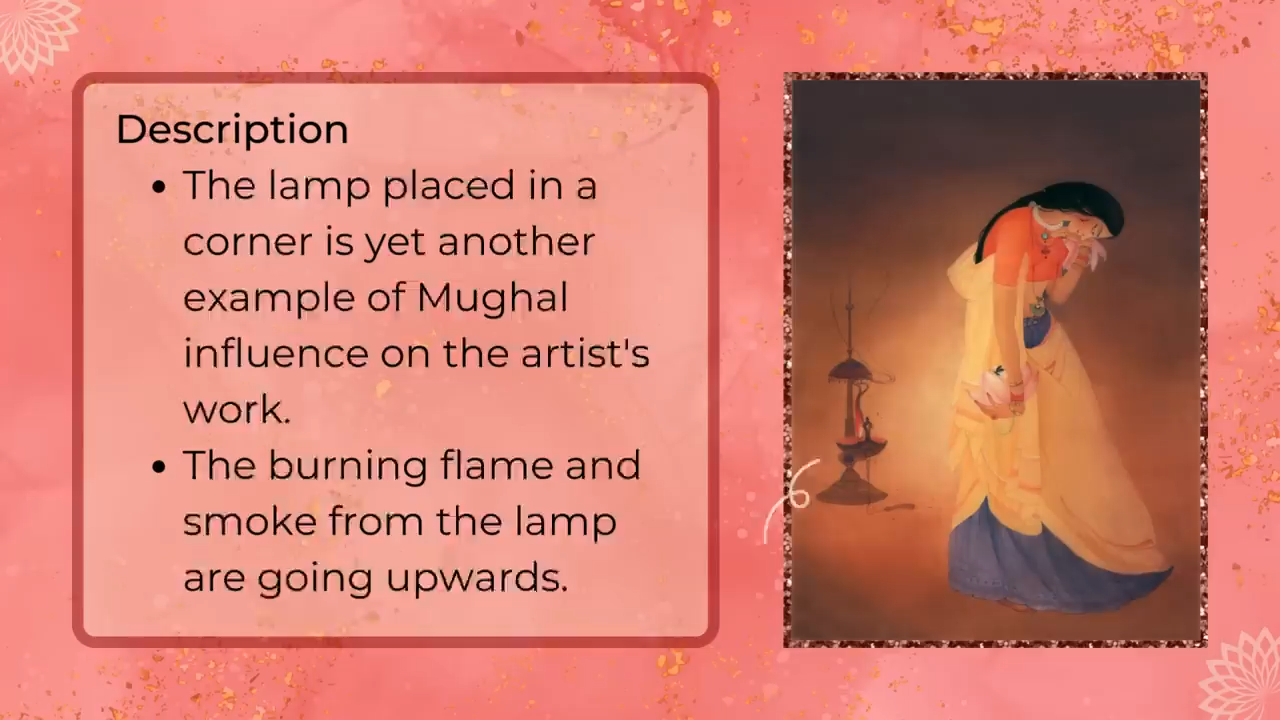 Description
• The lamp placed in a
corner is yet another
example of Mughal
influence on the artist's
work.
• The burning flame and
smoke from the lamp
are going upwards.